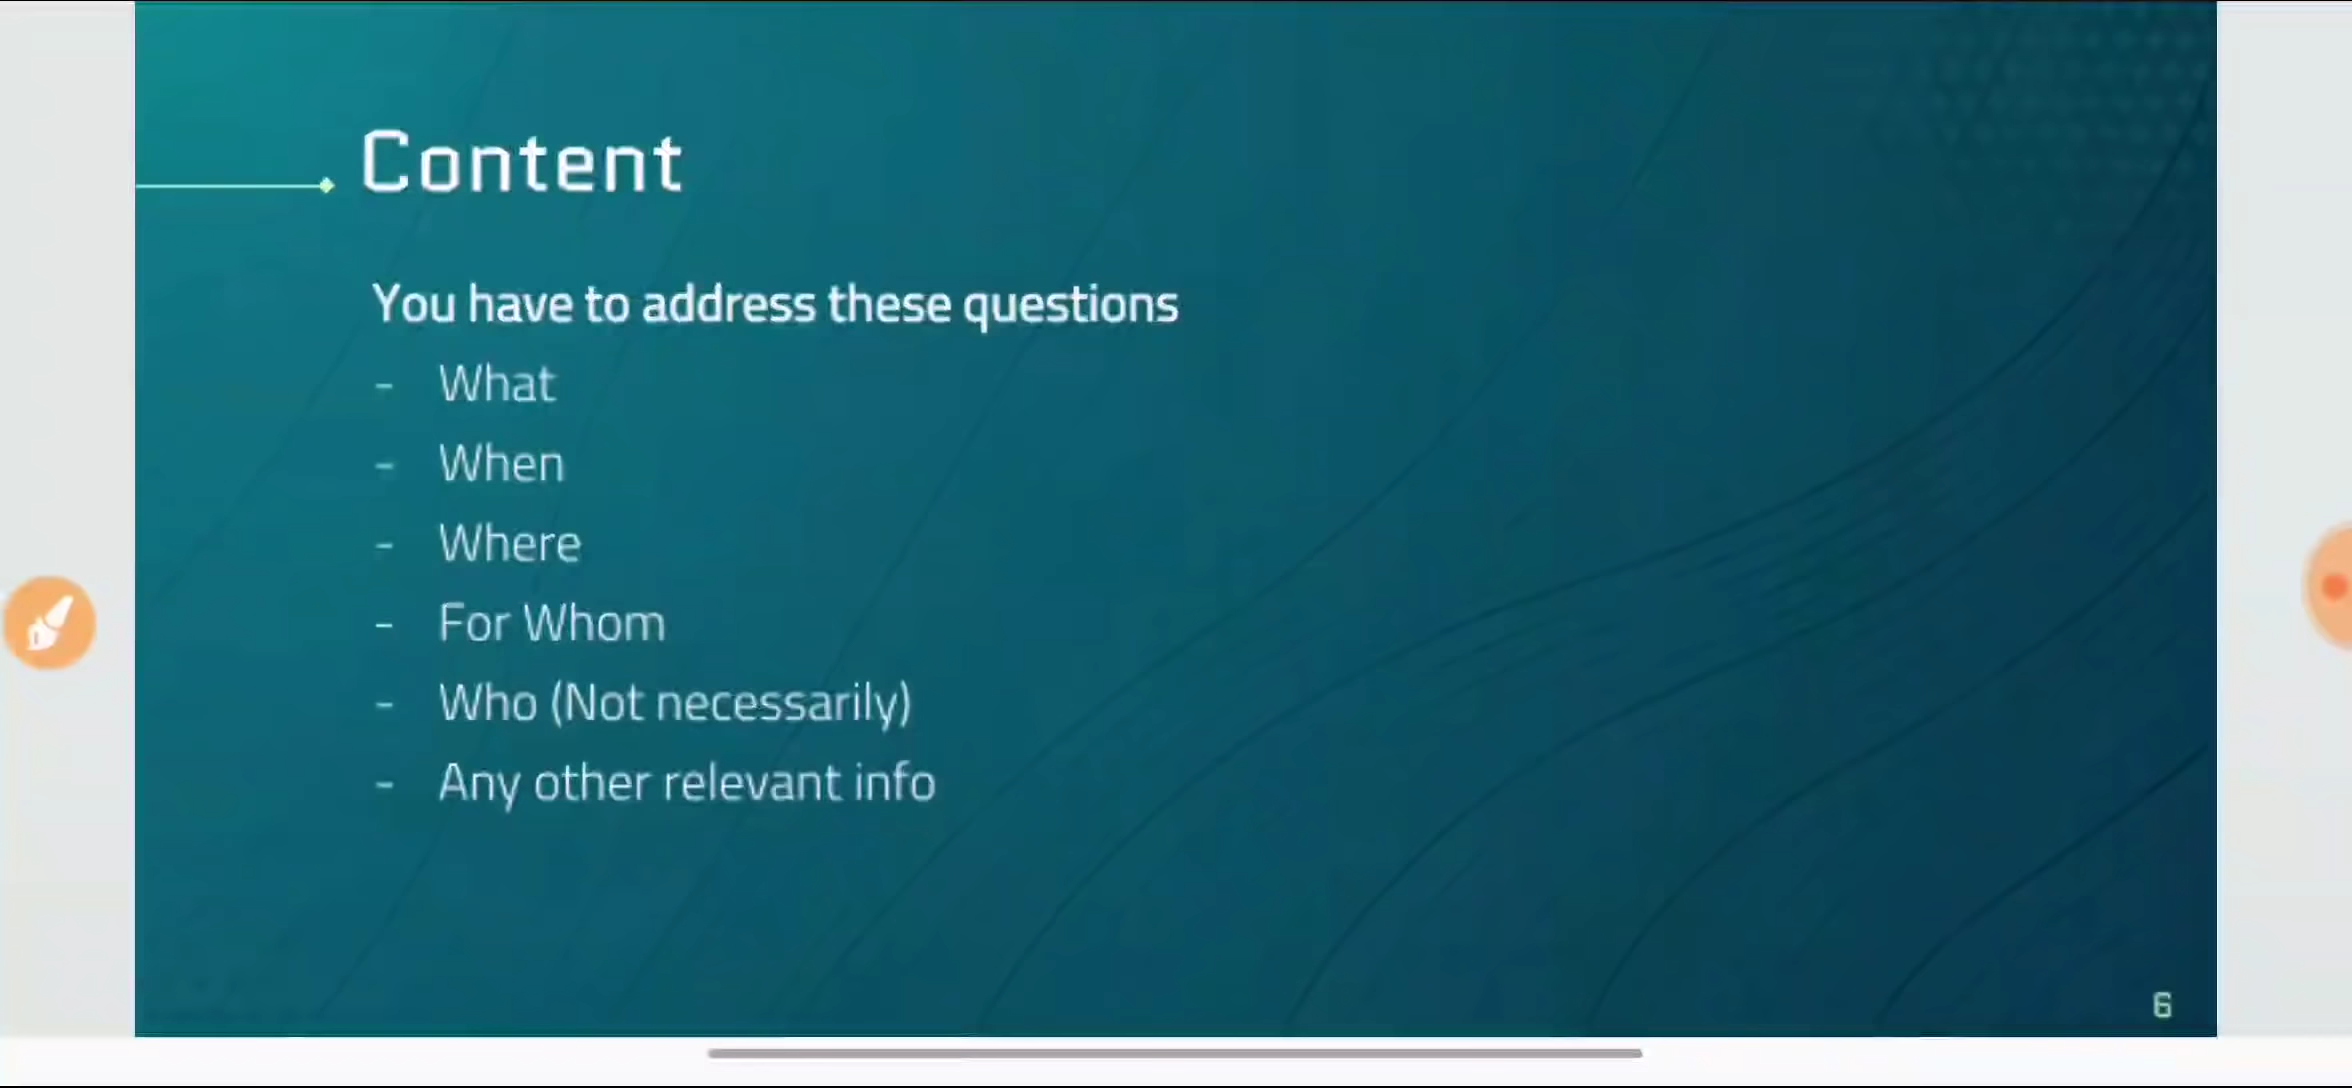 Content
You have to address these questions
- What
- When
- Where
- For Whom
- Who (Not necessarily)
- Any other relevant info
6